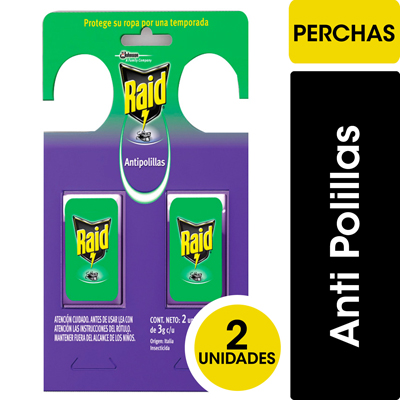 Protege su ropa por una temporada
Johnson
A Family Company
Raid
Antipolillas
Raid
Raid
ATENCIÓN CUIDADO. ANTES DE USAR LEA CON
ATENCIÓN LAS INSTRUCCIONES DEL RÓTULO.
MANTENER FUERA DEL ALCANCE DE LOS NIÑOS.
CONT. NETO: 2
de 3g c/u
Origen: Italia
Insecticida
2
UNIDADES
PERCHAS
Anti Polillas